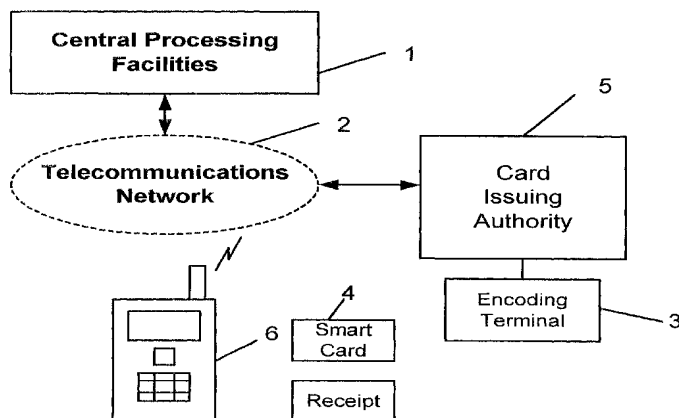 Central Processing
Facilities
1
2
5
Telecommunications
Network
Card
Issuing
Authority
4
6
Smart
Card
Encoding
Terminal
3
Receipt